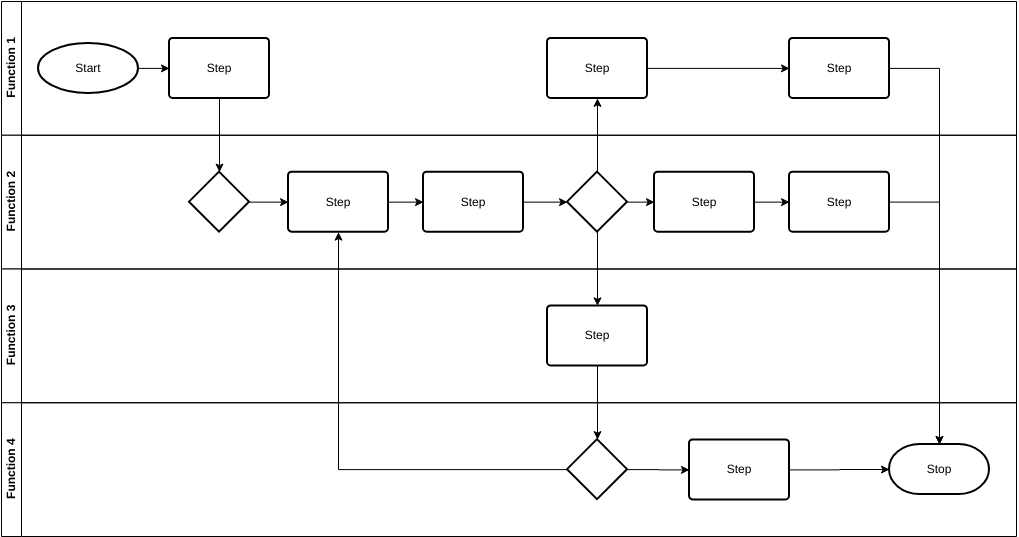 Function 1
Start
Step
Step
Step
Function 2
Step
Step
Step
Step
Function 3
Step
Function 4
Step
Stop